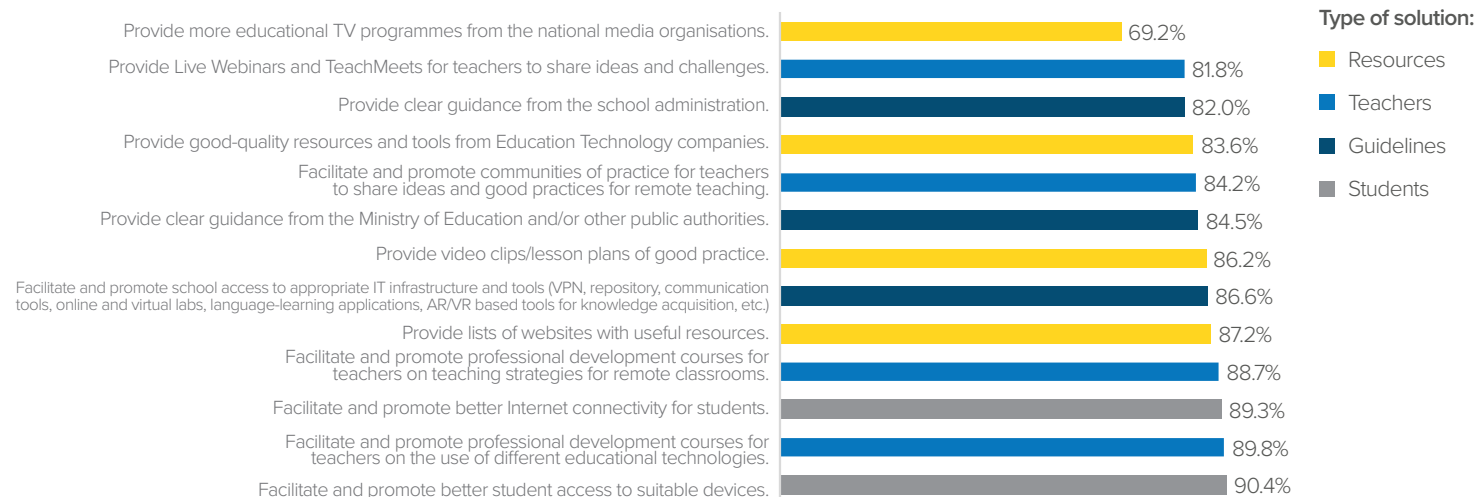 Provide more educational TV programmes from the national media organisations.
69.2%
Provide Live Webinars and TeachMeets for teachers to share ideas and challenges.
81.8%
Provide clear guidance from the school administration.
82.0%
Provide good-quality resources and tools from Education Technology companies.
83.6%
Facilitate and promote communities of practice for teachers
to share ideas and good practices for remote teaching.
84.2%
Provide clear guidance from the Ministry of Education and/or other public authorities.
84.5%
Provide video clips/lesson plans of good practice.
86.2%
Facilitate and promote school access to appropriate IT infrastructure and tools (VPN, repository, communication
tools, online and virtual labs, language-learning applications, AR/VR based tools for knowledge acquisition, etc.)
86.6%
Provide lists of websites with useful resources.
87.2%
Facilitate and promote professional development courses for
teachers on teaching strategies for remote classrooms.
88.7%
Facilitate and promote better Internet connectivity for students.
89.3%
Facilitate and promote professional development courses for
teachers on the use of different educational technologies.
89.8%
Facilitate and promote better student access to suitable devices.
90.4%
Type of solution:
Resources
Teachers
Guidelines
Students